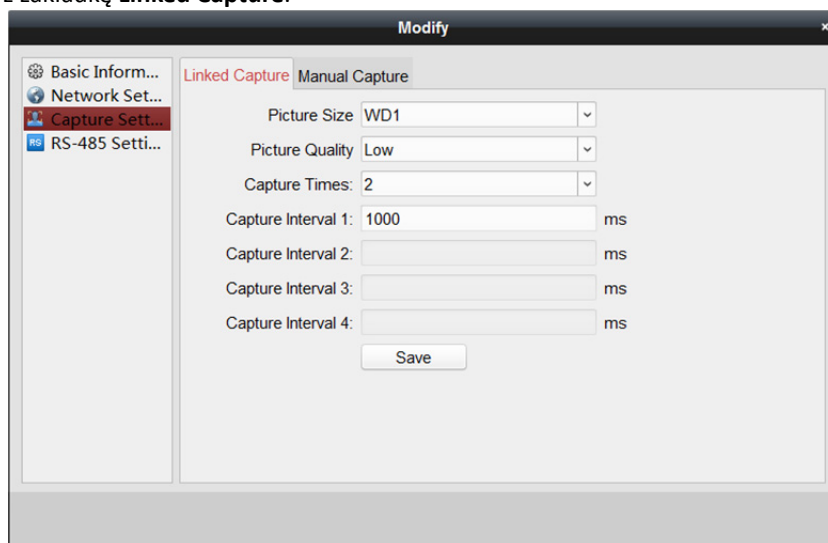 z zakładkę Linked Capture.
Modify ×
Basic Inform...
Network Set...
Capture Sett...
RS RS-485 Setti...
Linked Capture Manual Capture
Picture Size WD1
Picture Quality Low
Capture Times: 2
Capture Interval 1: 1000 ms
Capture Interval 2: ms
Capture Interval 3: ms
Capture Interval 4: ms
Save